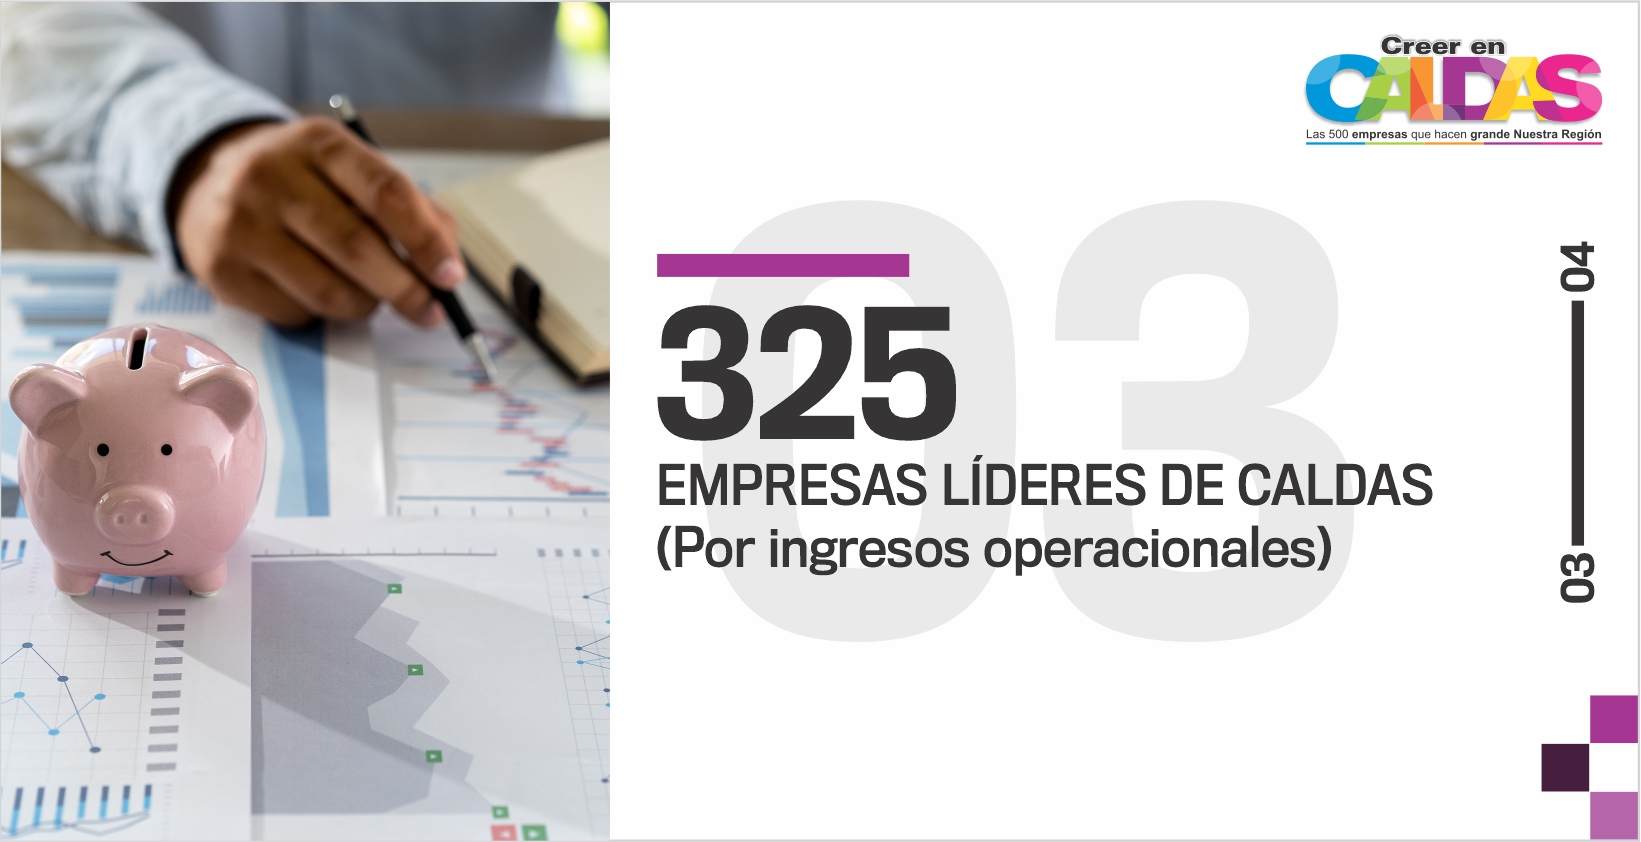 Creer en
CALDAS
Las 500 empresas que hacen grande Nuestra Región
03
325
EMPRESAS LÍDERES DE CALDAS
(Por ingresos operacionales)
04
03